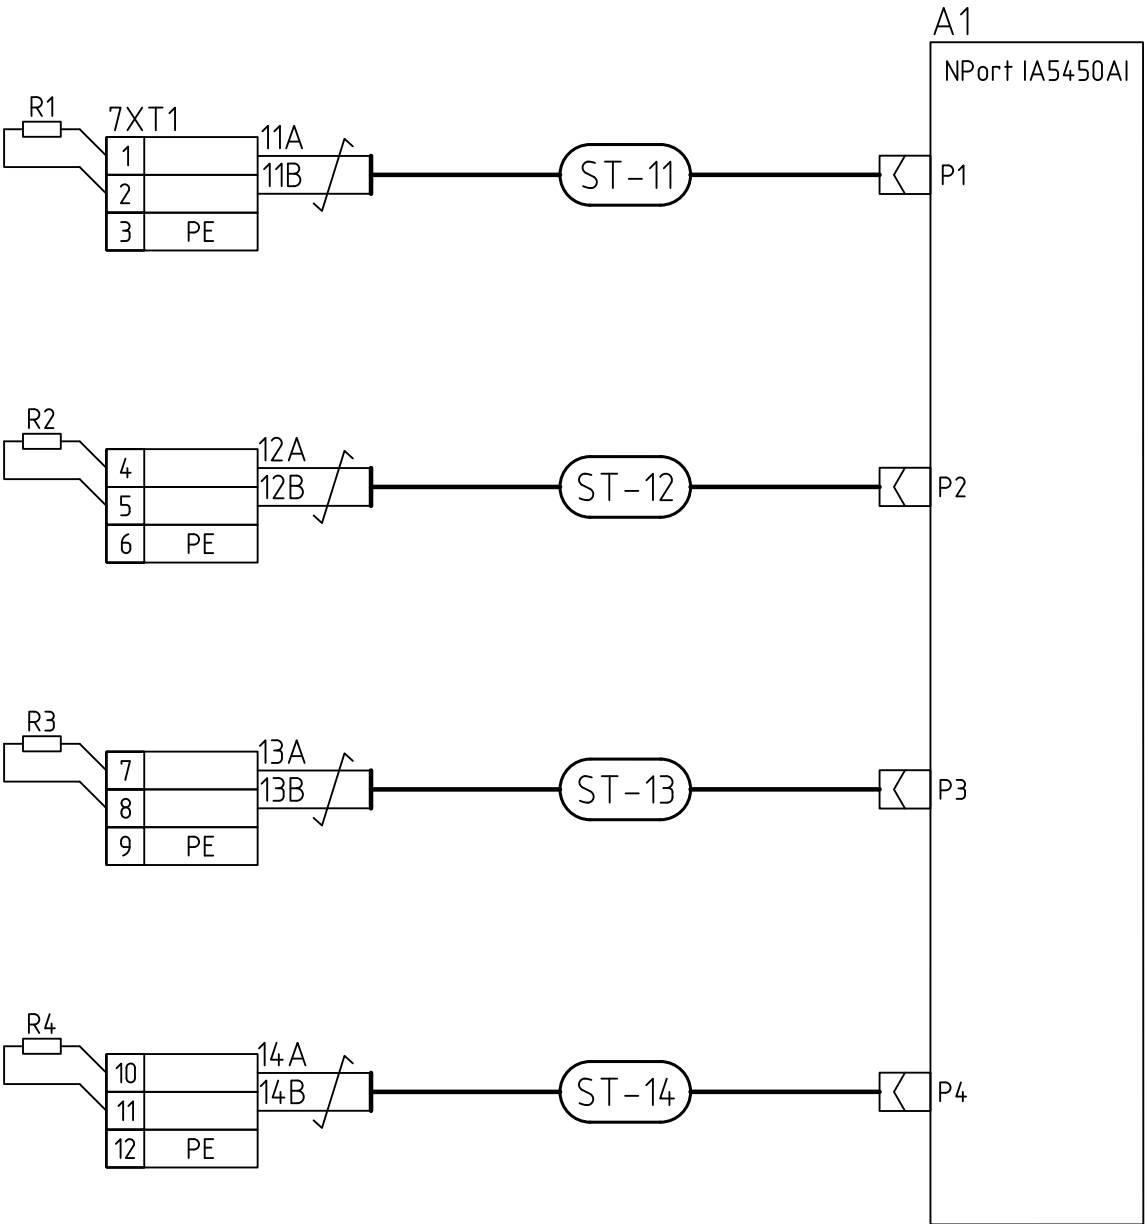 A1
NPort IA5450AI
R1
7XT1
11A
1
11B
ST-11
P1
2
3 PE
R2
12A
4
12B
ST-12
P2
5
6 PE
R3
13A
7
13B
ST-13
P3
8
9 PE
R4
14A
10
14B
ST-14
P4
11
12 PE